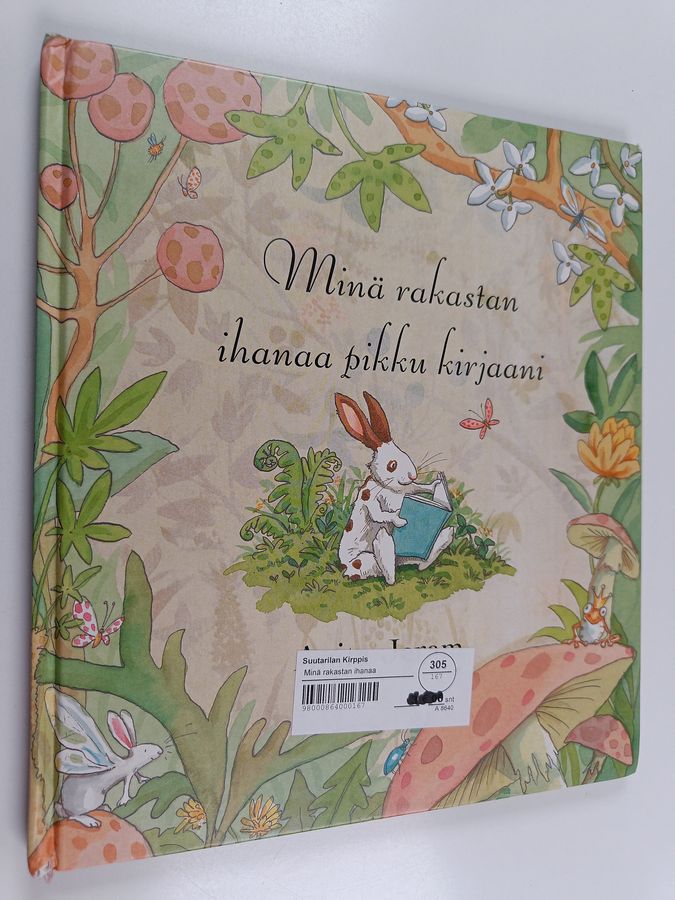 Minä rakastan
ihanaa pikku kirjaani
Suutarilan Kirppis
Minä rakastan ihanaa
305
167
98000864000167
snt
A 8640